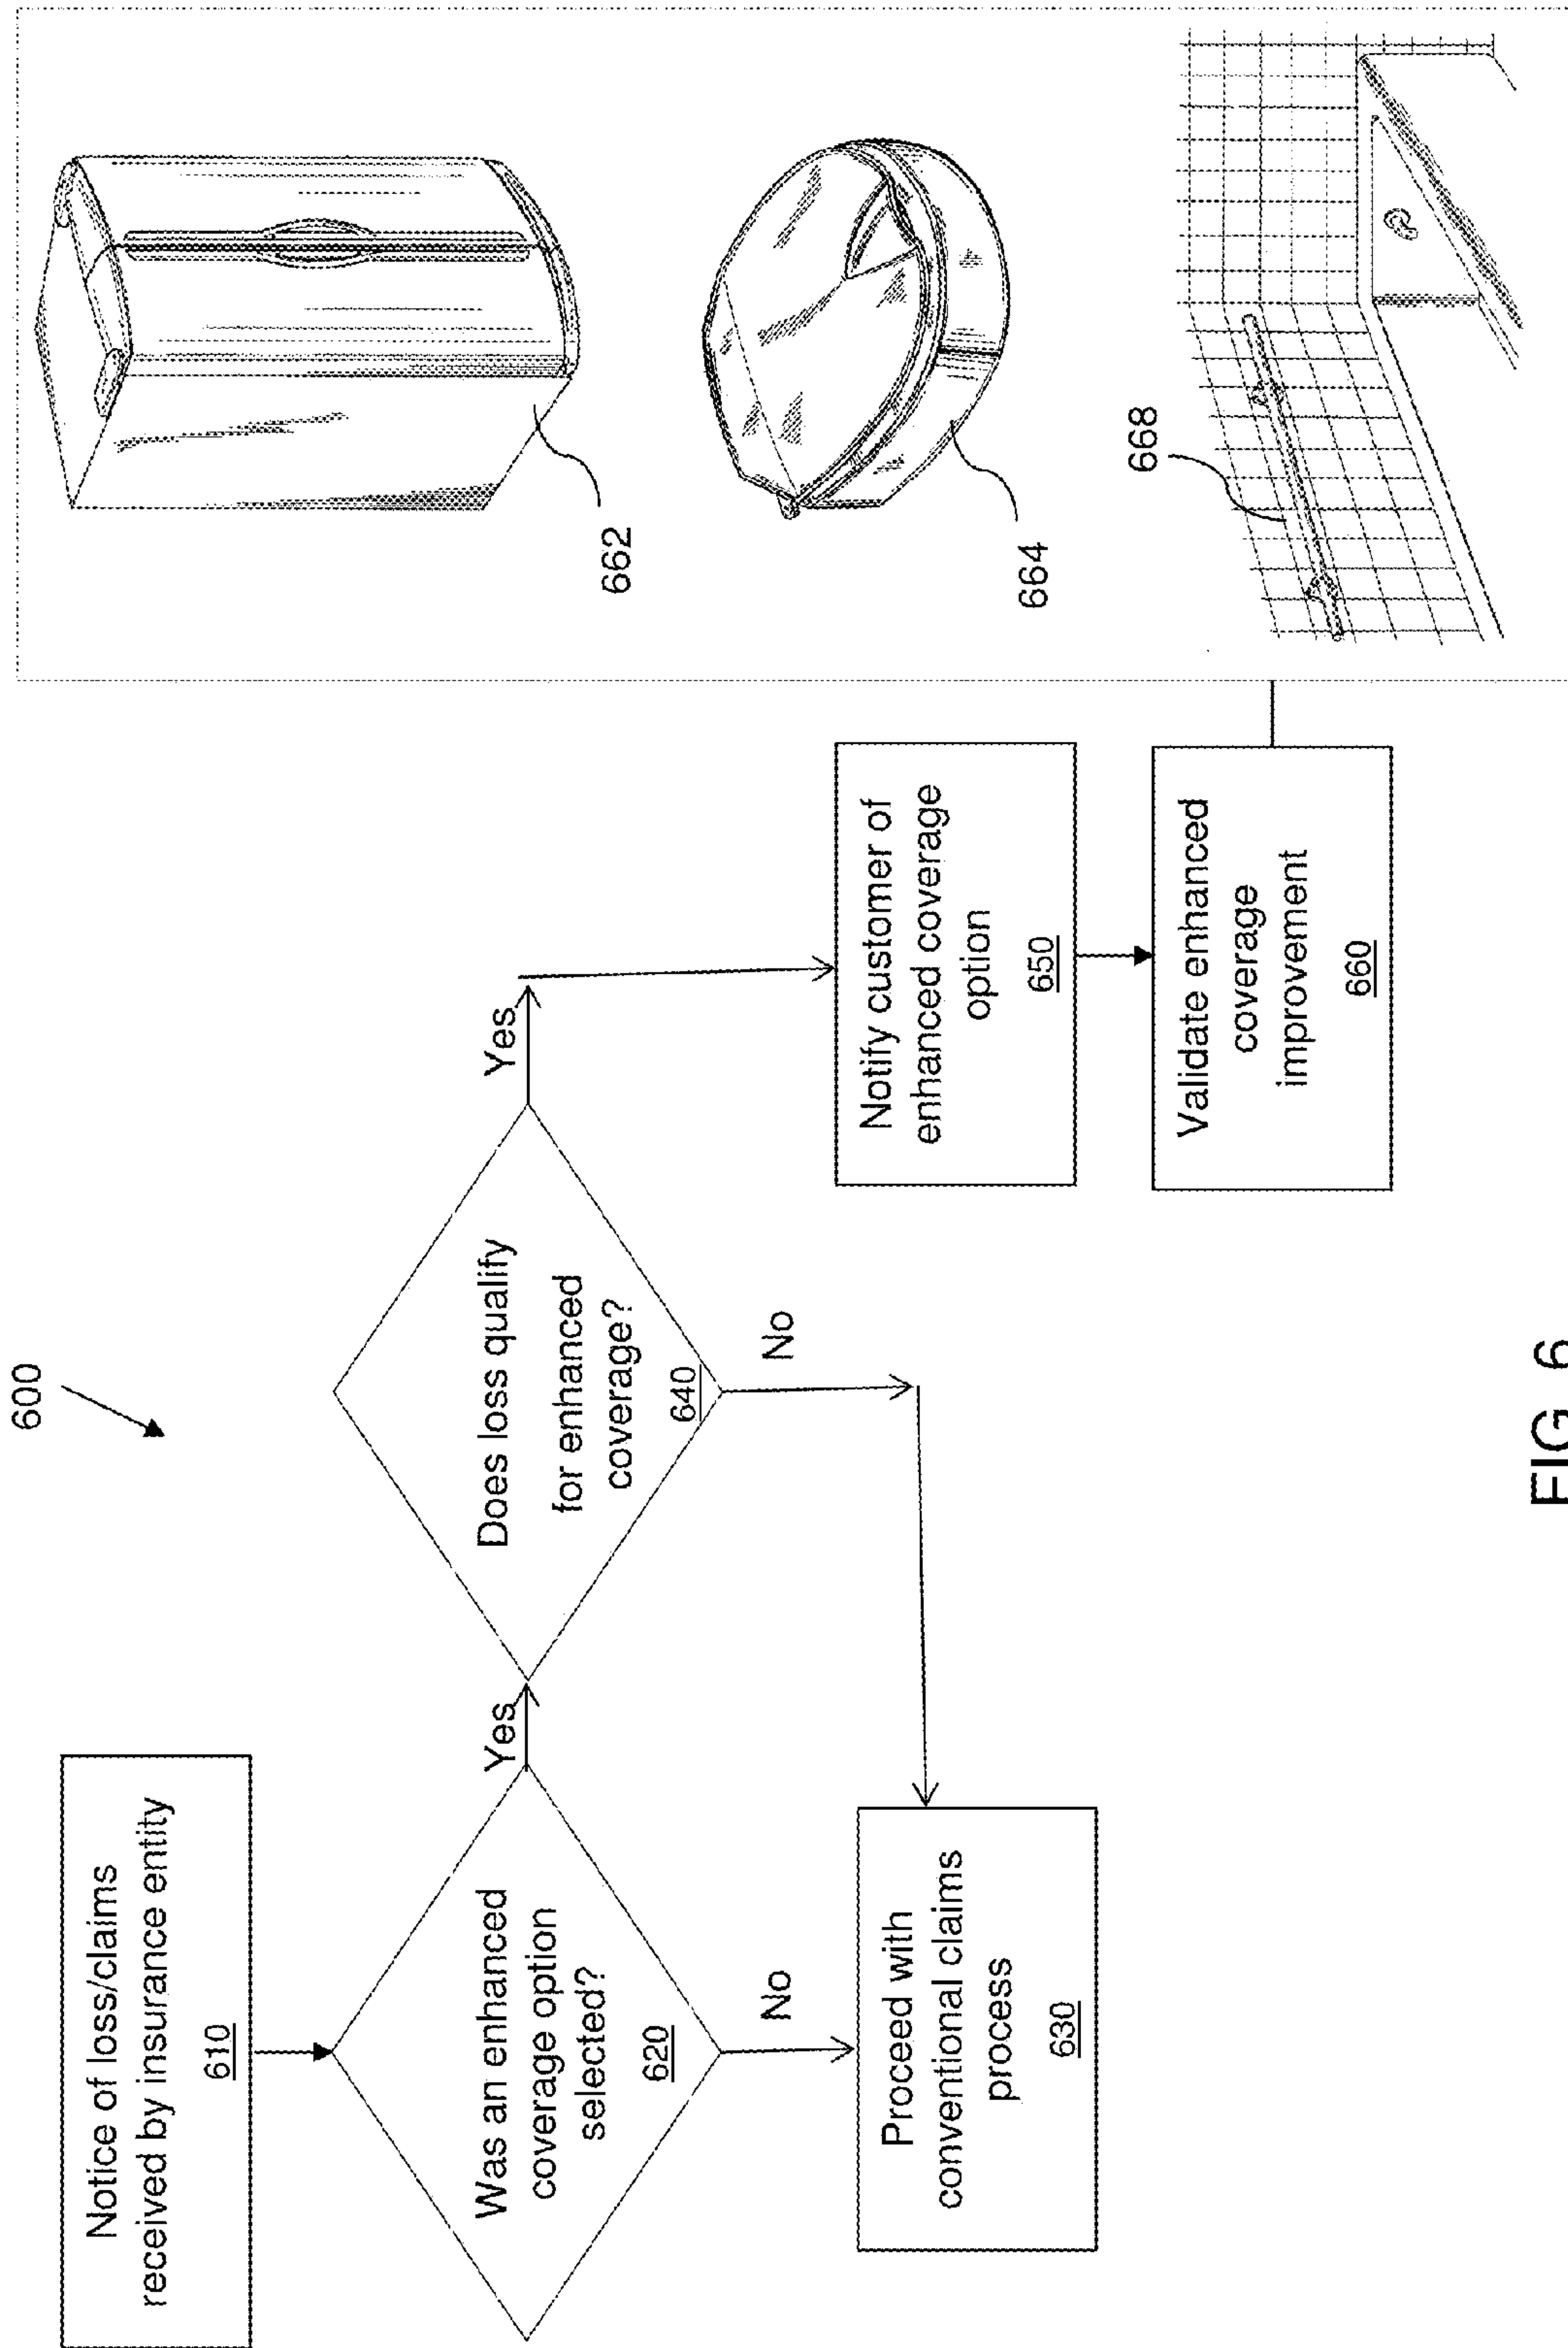 600
Notice of loss/claims
received by insurance entity
610
Was an enhanced
coverage option
selected?
620
Yes
No
Proceed with
conventional claims
process
630
Does loss qualify
for enhanced
coverage?
640
Yes
No
Notify customer of
enhanced coverage
option
650
Validate enhanced
coverage
improvement
660
662
664
668
FIG. 6